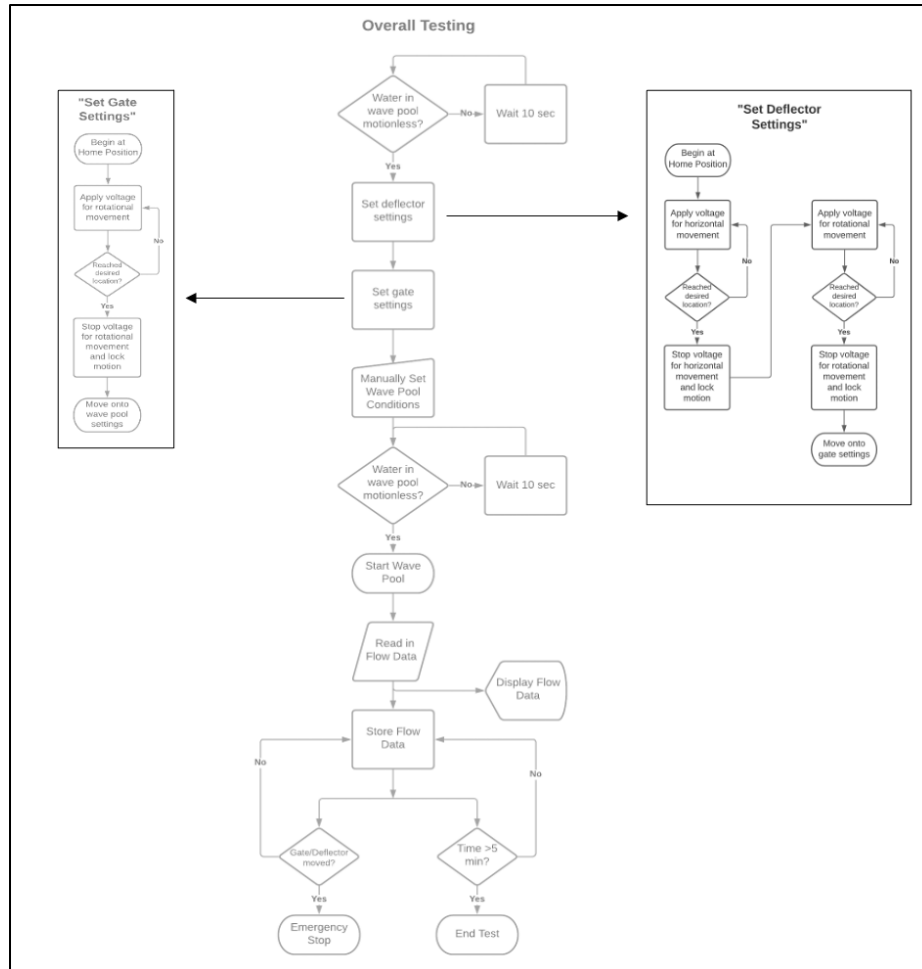 Overall Testing
Water in
wave pool
motionless?
No
Wait 10 sec
Yes
Set deflector
settings
Set gate
settings
Manually Set
Wave Pool
Conditions
Water in
wave pool
motionless?
No
Wait 10 sec
Yes
Start Wave
Pool
Read in
Flow Data
Display Flow
Data
Store Flow
Data
No
No
Gate/Deflector
moved?
Time >5
min?
Yes
Yes
Emergency
Stop
End Test
"Set Gate
Settings"
Begin at
Home Position
Apply voltage
for rotational
movement
No
Reached
desired
location?
Yes
Stop voltage
for rotational
movement
and lock
motion
Move onto
wave pool
settings
"Set Deflector
Settings"
Begin at
Home Position
Apply voltage
for horizontal
movement
No
Reached
desired
location?
Yes
Stop voltage
for horizontal
movement
and lock
motion
Apply voltage
for rotational
movement
No
Reached
desired
location?
Yes
Stop voltage
for rotational
movement
and lock
motion
Move onto
gate settings